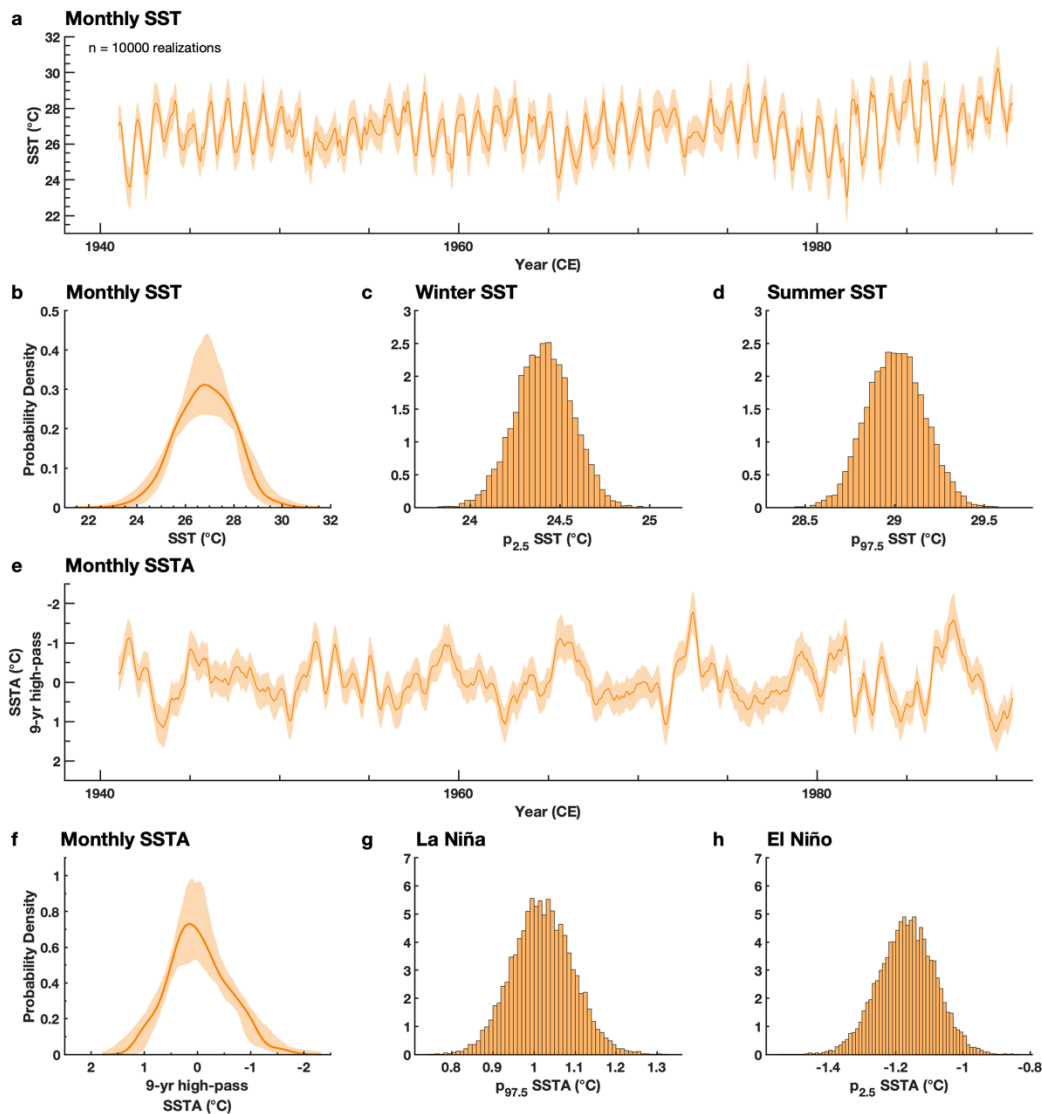 a Monthly SST
n = 10000 realizations
32
30
28
26
24
22
SST (°C)
1940 1960 1980
Year (CE)
b Monthly SST
0.5
0.4
0.3
0.2
0.1
0
Probability Density
22 24 26 28 30 32
SST (°C)
c Winter SST
3
2.5
2
1.5
1
0.5
0
24 24.5 25
p2.5 SST (°C)
d Summer SST
3
2.5
2
1.5
1
0.5
0
28.5 29 29.5
p97.5 SST (°C)
e Monthly SSTA
-2
-1
0
1
2
SSTA (°C)
9-yr high-pass
1940 1960 1980
Year (CE)
f Monthly SSTA
1
0.8
0.6
0.4
0.2
0
Probability Density
2 1 0 -1 -2
9-yr high-pass
SSTA (°C)
g La Niña
7
6
5
4
3
2
1
0
0.8 0.9 1 1.1 1.2 1.3
p97.5 SSTA (°C)
h El Niño
7
6
5
4
3
2
1
0
-1.4 -1.2 -1 -0.8
p2.5 SSTA (°C)